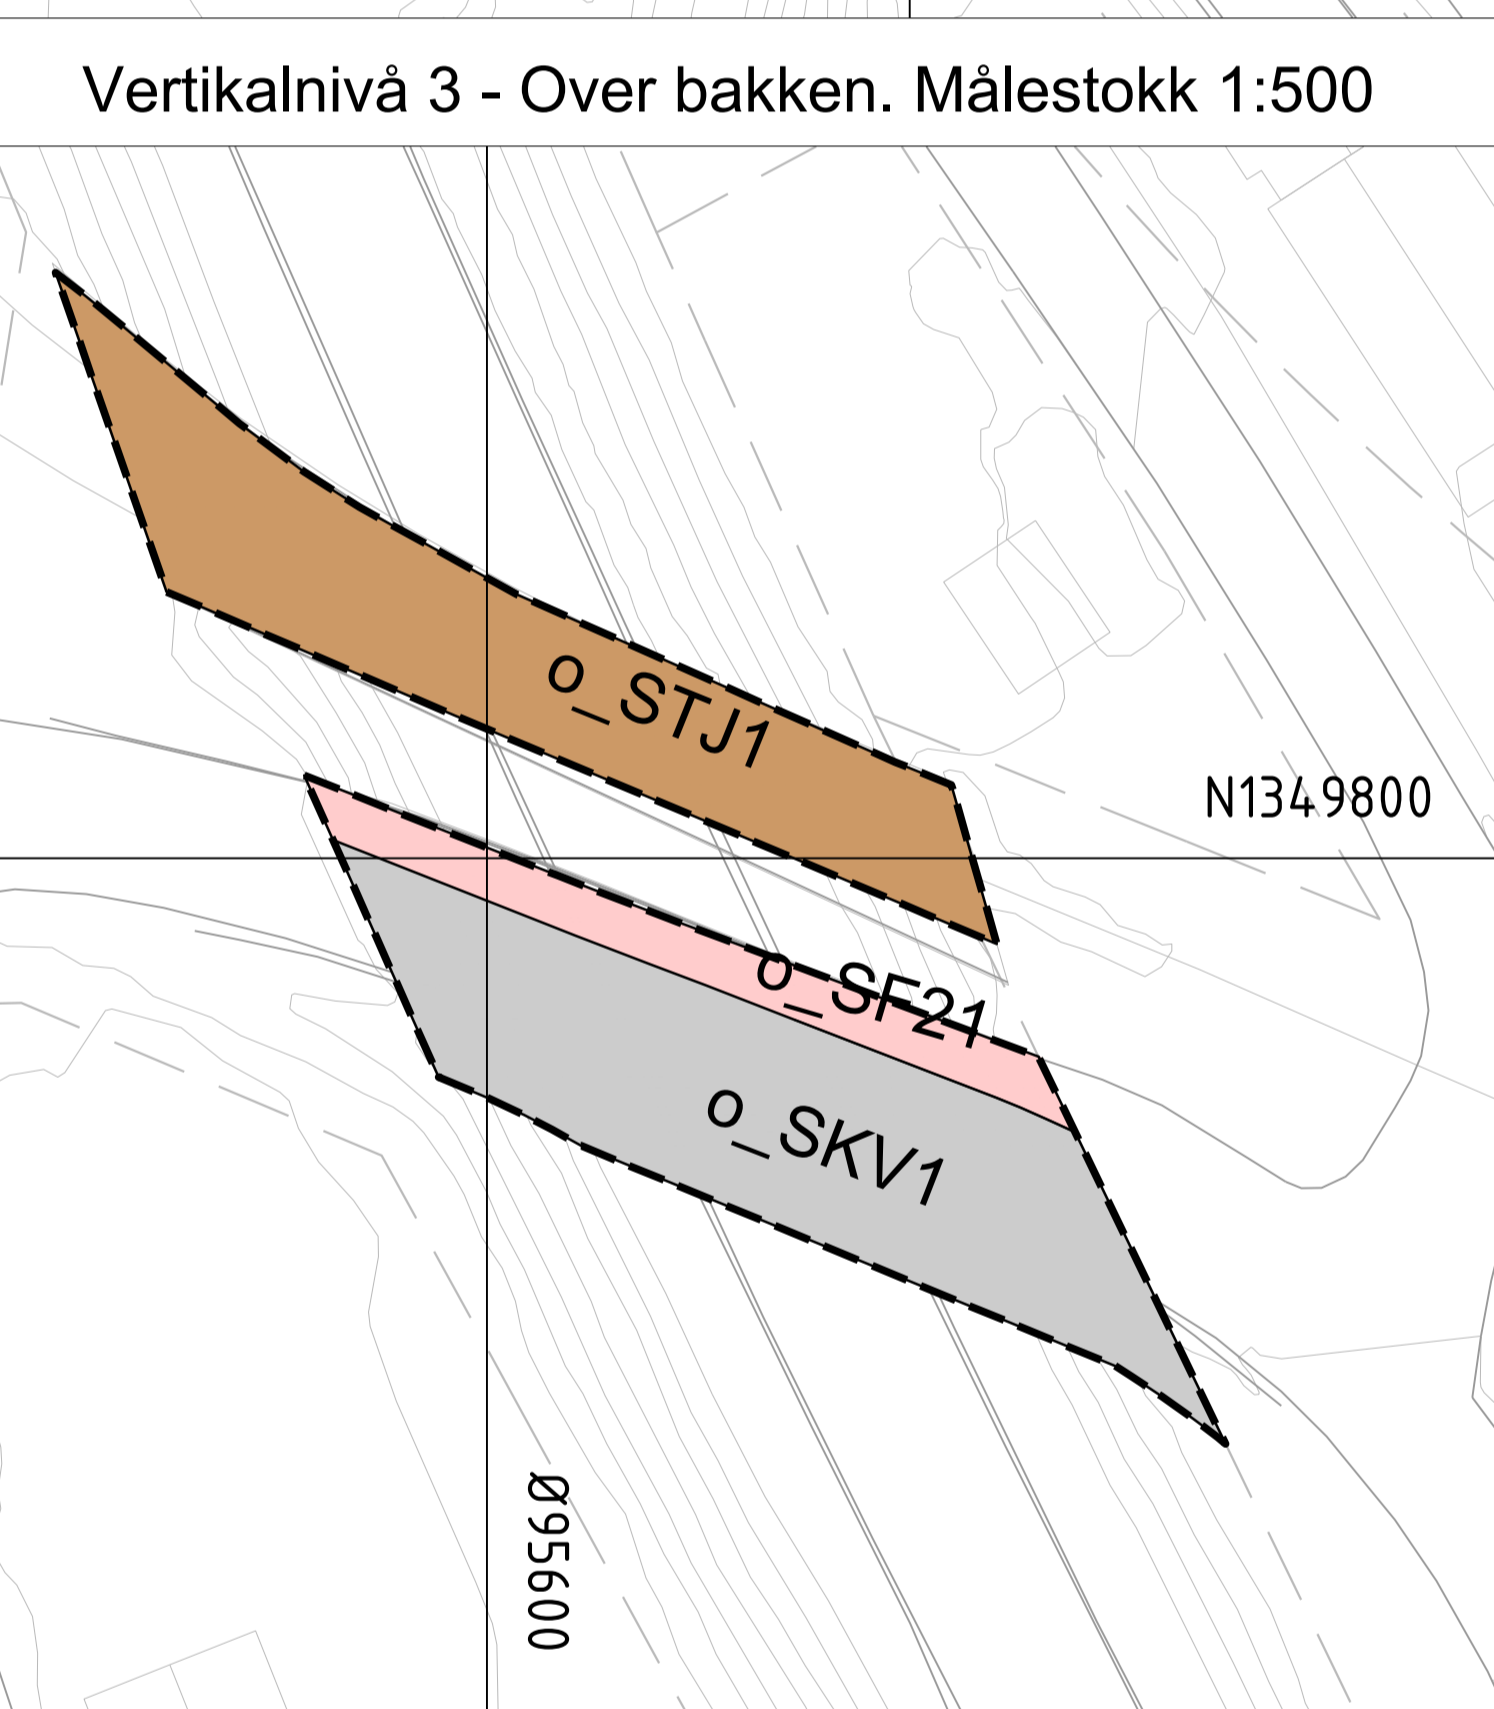 Vertikalnivå 3 - Over bakken. Målestokk 1:500
o_STJ1
N1349800
o_SF21
o_SKV1
Ø95600